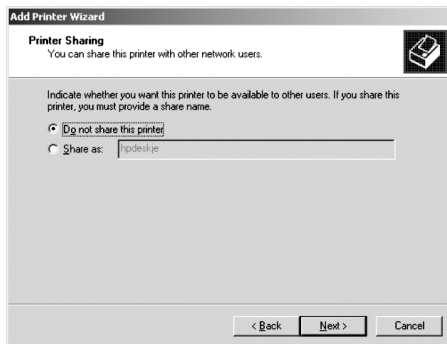 Add Printer Wizard
Printer Sharing
You can share this printer with other network users.
Indicate whether you want this printer to be available to other users. If you share this
printer, you must provide a share name.
Do not share this printer
Share as: hpdeskje
< Back Next > Cancel